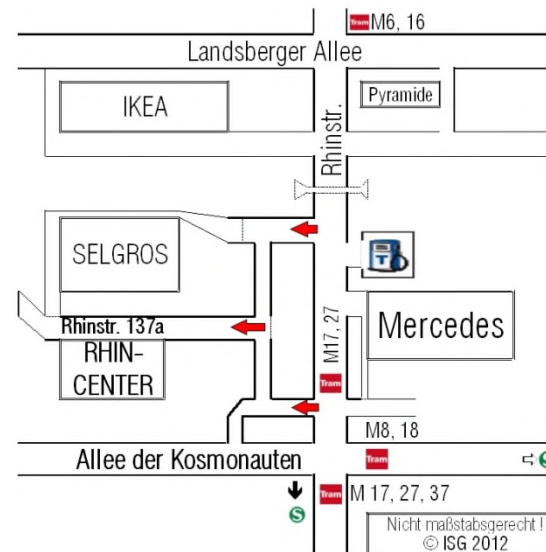 Tram M6, 16
Landsberger Allee
IKEA
Pyramide
Rhinstr.
SELGROS
T
M17, 27
Mercedes
Rhinstr. 137a
RHIN-
CENTER
Tram
M8, 18
Allee der Kosmonauten
Tram
S
S
Tram M 17, 27, 37
Nicht maßstabsgerecht !
© ISG 2012